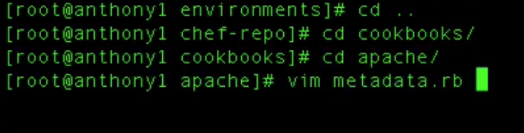 [root@anthony1 environments]# cd ..
[root@anthony1 chef-repo]# cd cookbooks/
[root@anthony1 cookbooks]# cd apache/
[root@anthony1 apache]# vim metadata.rb